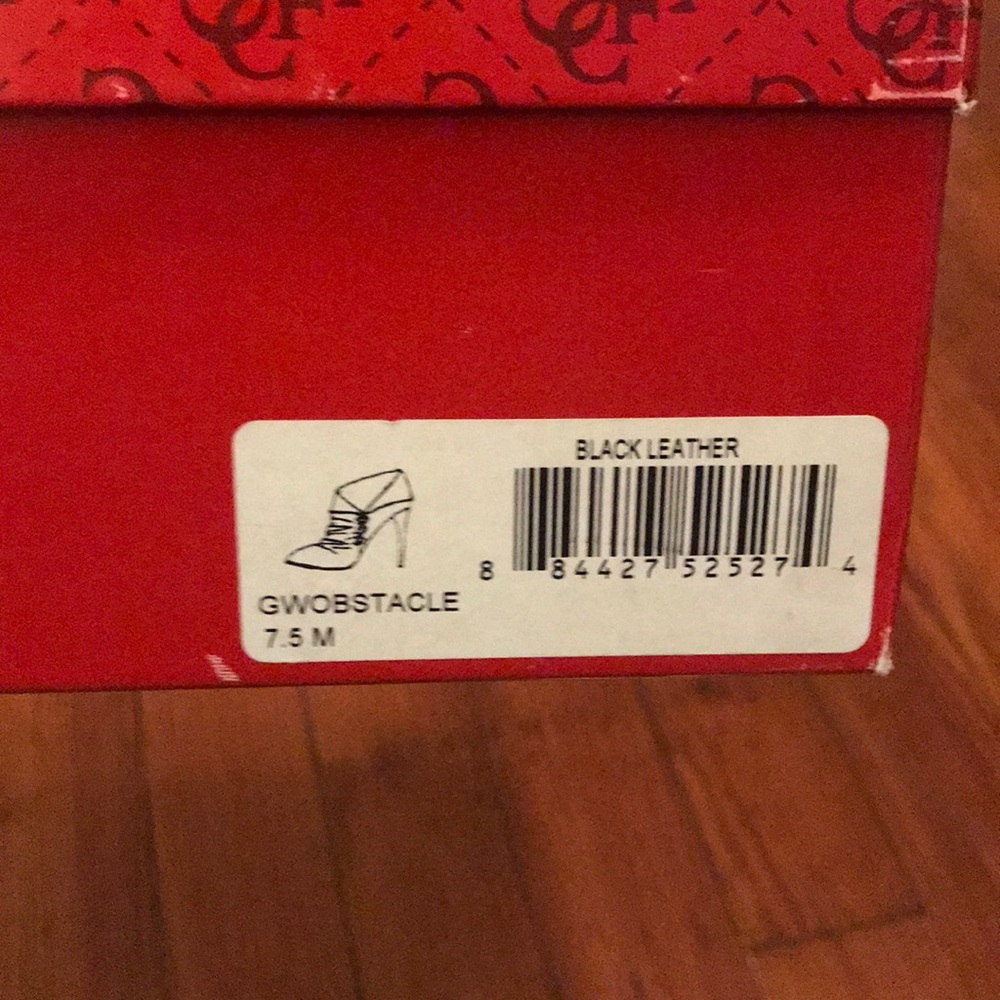 BLACK LEATHER
8 84427 52527 4
GWOBSTACLE
7.5 M